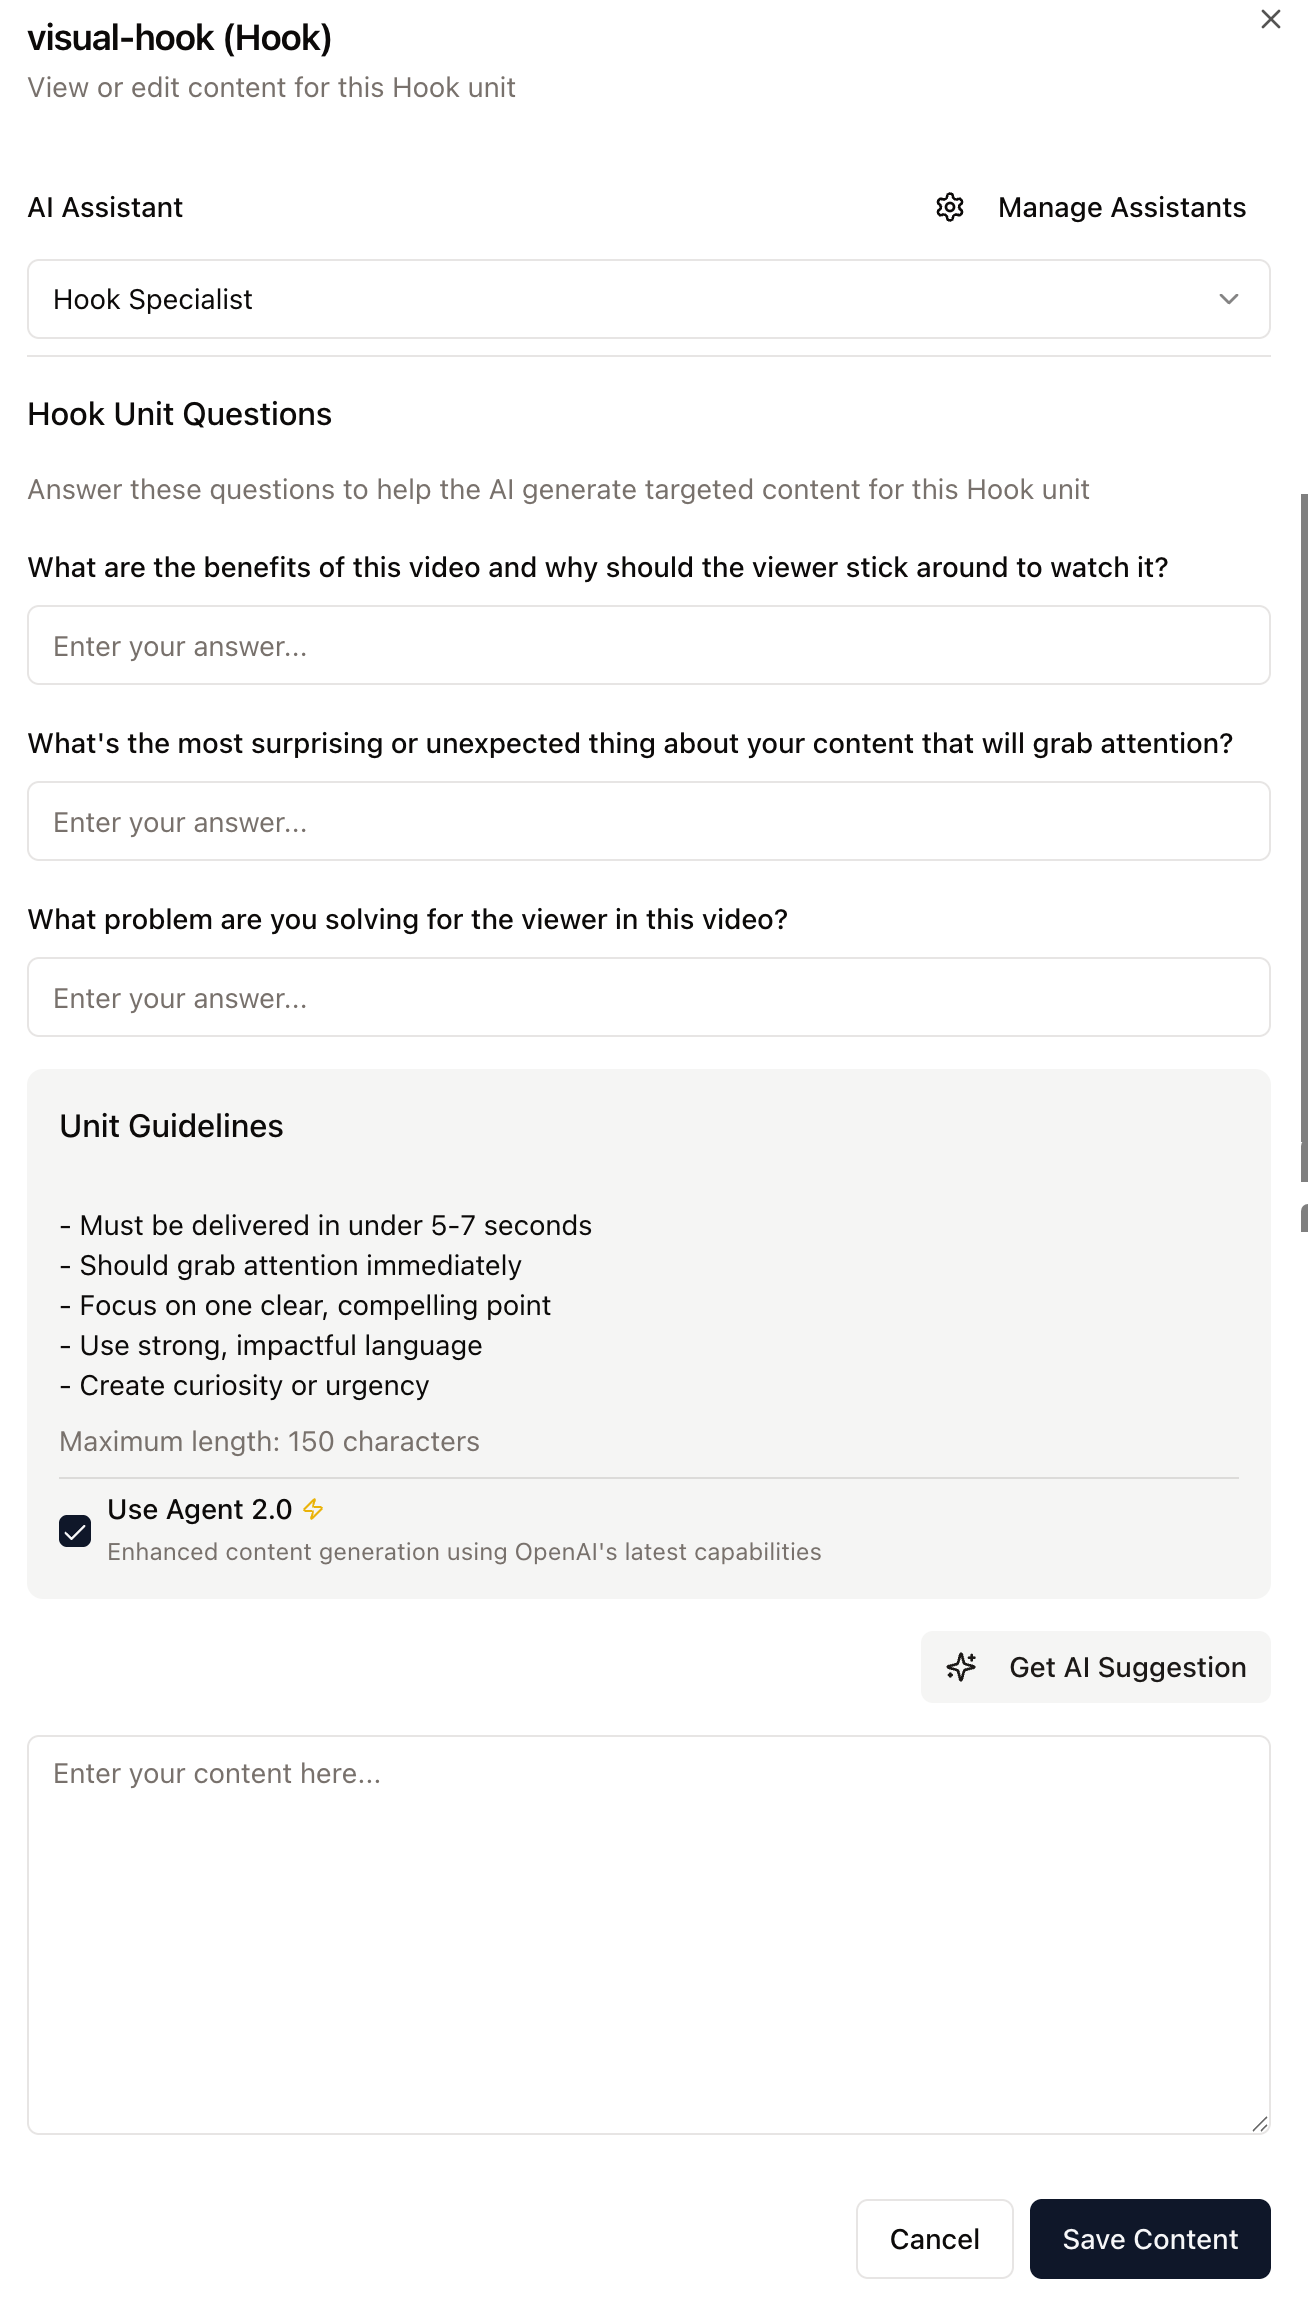 visual-hook (Hook)
View or edit content for this Hook unit
AI Assistant
Manage Assistants
Hook Specialist
Hook Unit Questions
Answer these questions to help the AI generate targeted content for this Hook unit
What are the benefits of this video and why should the viewer stick around to watch it?
Enter your answer...
What's the most surprising or unexpected thing about your content that will grab attention?
Enter your answer...
What problem are you solving for the viewer in this video?
Enter your answer...
Unit Guidelines
- Must be delivered in under 5-7 seconds
- Should grab attention immediately
- Focus on one clear, compelling point
- Use strong, impactful language
- Create curiosity or urgency
Maximum length: 150 characters
Use Agent 2.0
Enhanced content generation using OpenAI's latest capabilities
Get AI Suggestion
Enter your content here...
Cancel
Save Content